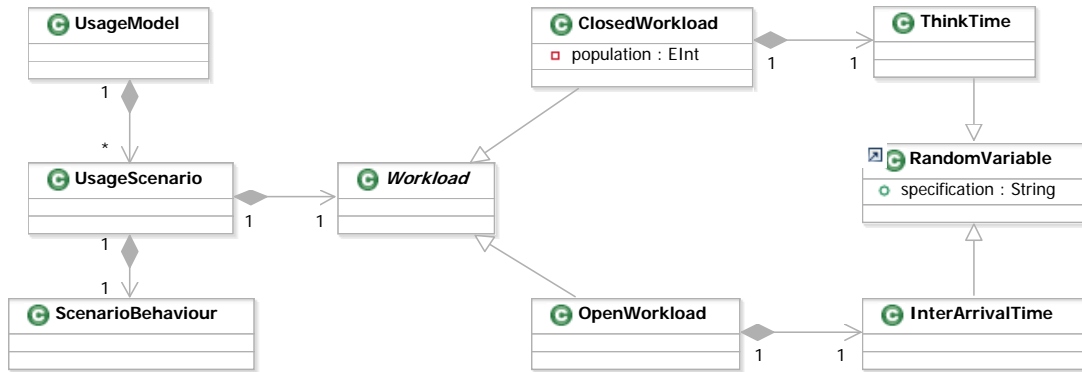 C UsageModel
C ClosedWorkload
population : EInt
C ThinkTime
1
1
1
*
C UsageScenario
C Workload
C RandomVariable
specification : String
1
1
1
1
C ScenarioBehaviour
C OpenWorkload
C InterArrivalTime
1
1